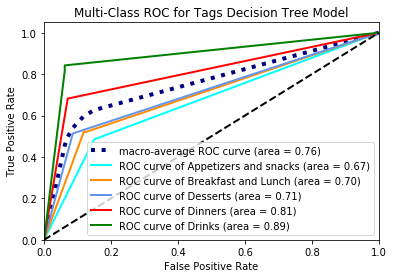 Multi-Class ROC for Tags Decision Tree Model
True Positive Rate
1.0
0.8
0.6
0.4
0.2
0.0
macro-average ROC curve (area = 0.76)
ROC curve of Appetizers and snacks (area = 0.67)
ROC curve of Breakfast and Lunch (area = 0.70)
ROC curve of Desserts (area = 0.71)
ROC curve of Dinners (area = 0.81)
ROC curve of Drinks (area = 0.89)
0.0 0.2 0.4 0.6 0.8 1.0
False Positive Rate